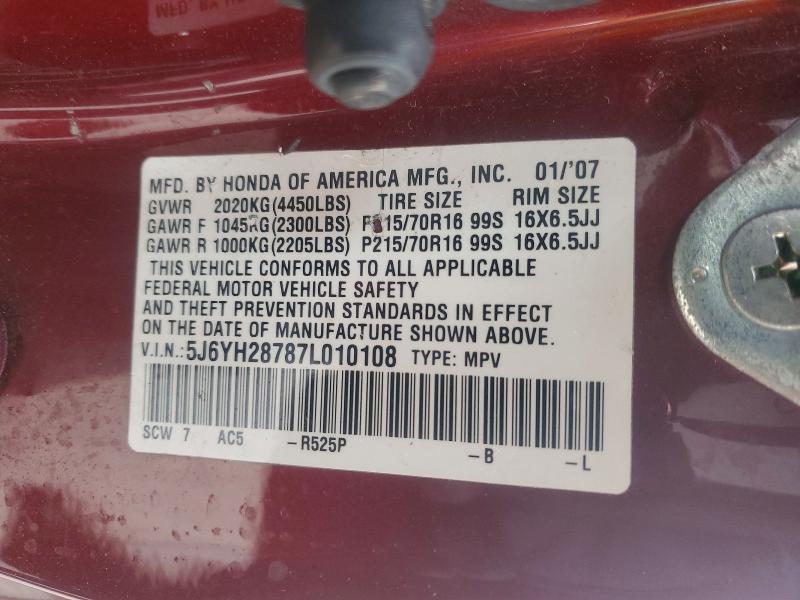 MFD. BY HONDA OF AMERICA MFG., INC. 01/'07
GVWR 2020KG(4450LBS) TIRE SIZE RIM SIZE
GAWR F 1045KG(2300LBS) P215/70R16 99S 16X6.5JJ
GAWR R 1000KG(2205LBS) P215/70R16 99S 16X6.5JJ
THIS VEHICLE CONFORMS TO ALL APPLICABLE
FEDERAL MOTOR VEHICLE SAFETY
AND THEFT PREVENTION STANDARDS IN EFFECT
ON THE DATE OF MANUFACTURE SHOWN ABOVE.
V.I.N.:5J6YH28787L010108 TYPE: MPV
SCW 7 AC5 -R525P -B -L